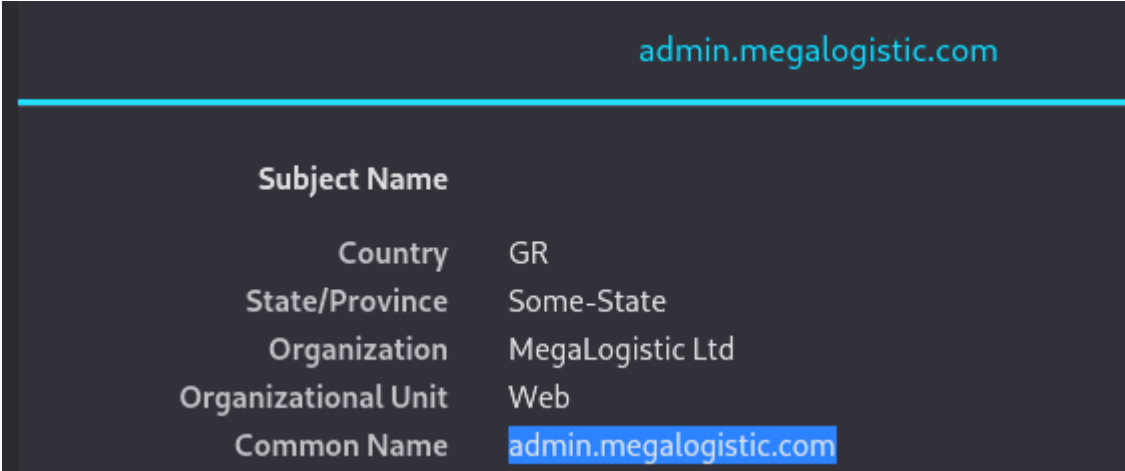 admin.megalogistic.com
Subject Name
Country GR
State/Province Some-State
Organization MegaLogistic Ltd
Organizational Unit Web
Common Name admin.megalogistic.com